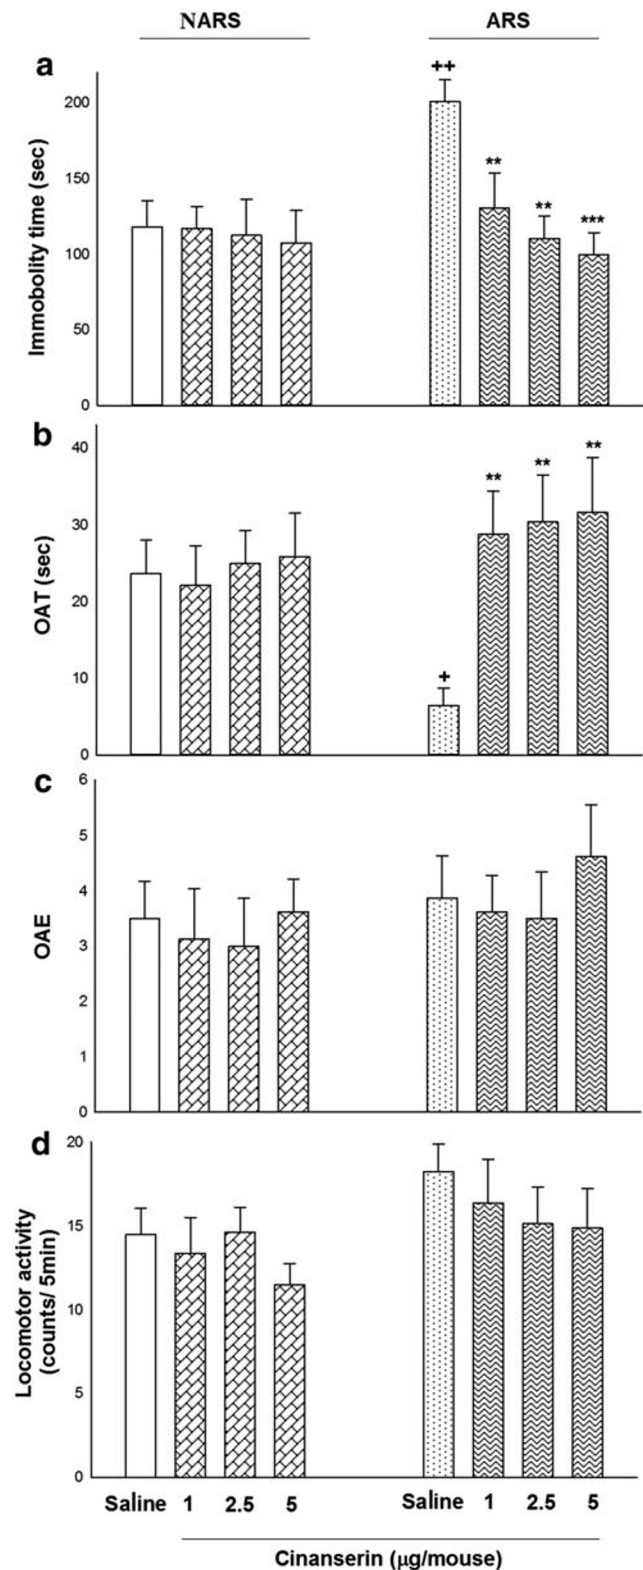 NARS ARS
a
Immobolity time (sec)
200
150
100
50
0
++
**
**
***
b
OAT (sec)
40
30
20
10
0
+
**
**
**
c
OAE
6
5
4
3
2
1
0
d
Locomotor activity
(counts/ 5min)
20
15
10
5
0
Saline 1 2.5 5 Saline 1 2.5 5
Cinanserin (µg/mouse)